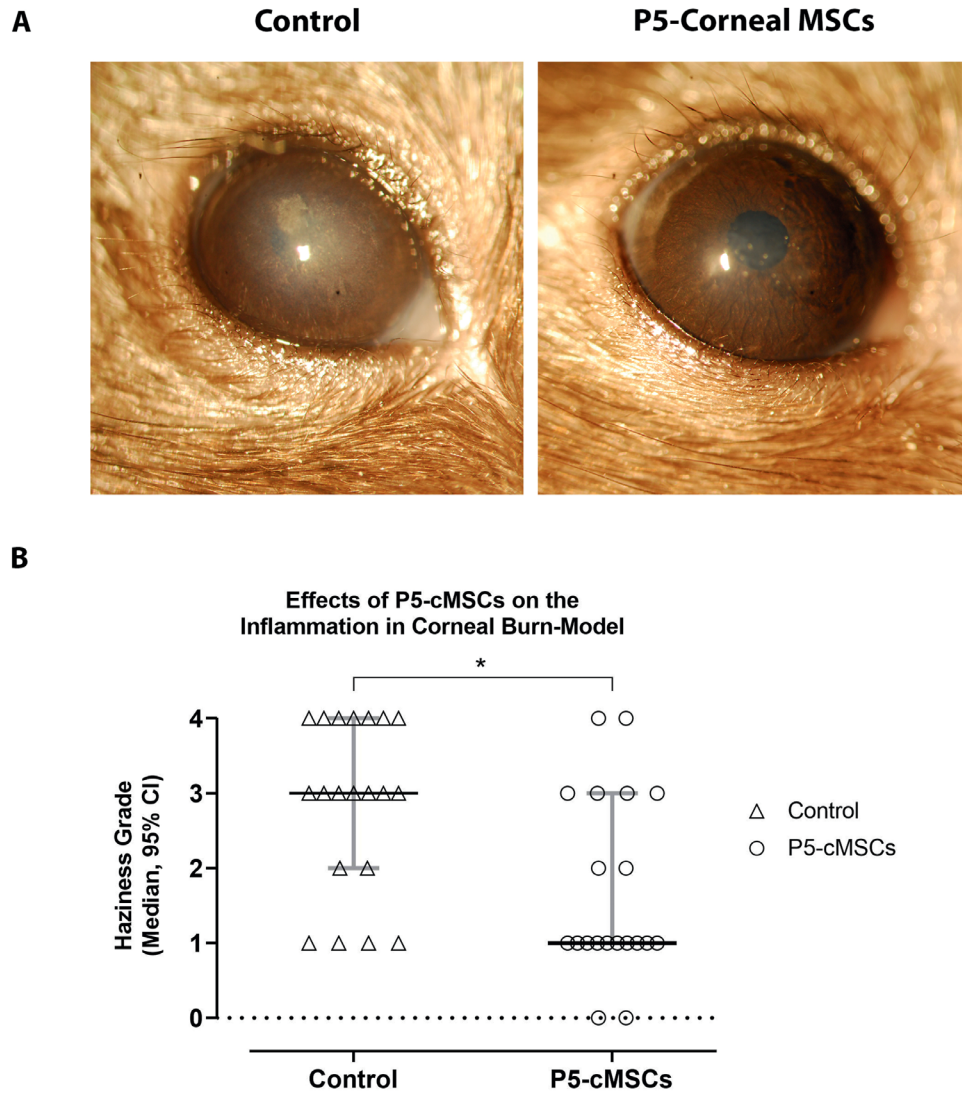 A
Control
P5-Corneal MSCs
B
Effects of P5-cMSCs on the
Inflammation in Corneal Burn-Model
*
Haziness Grade
(Median, 95% CI)
4
3
2
1
0
Control
P5-cMSCs
Control
P5-cMSCs